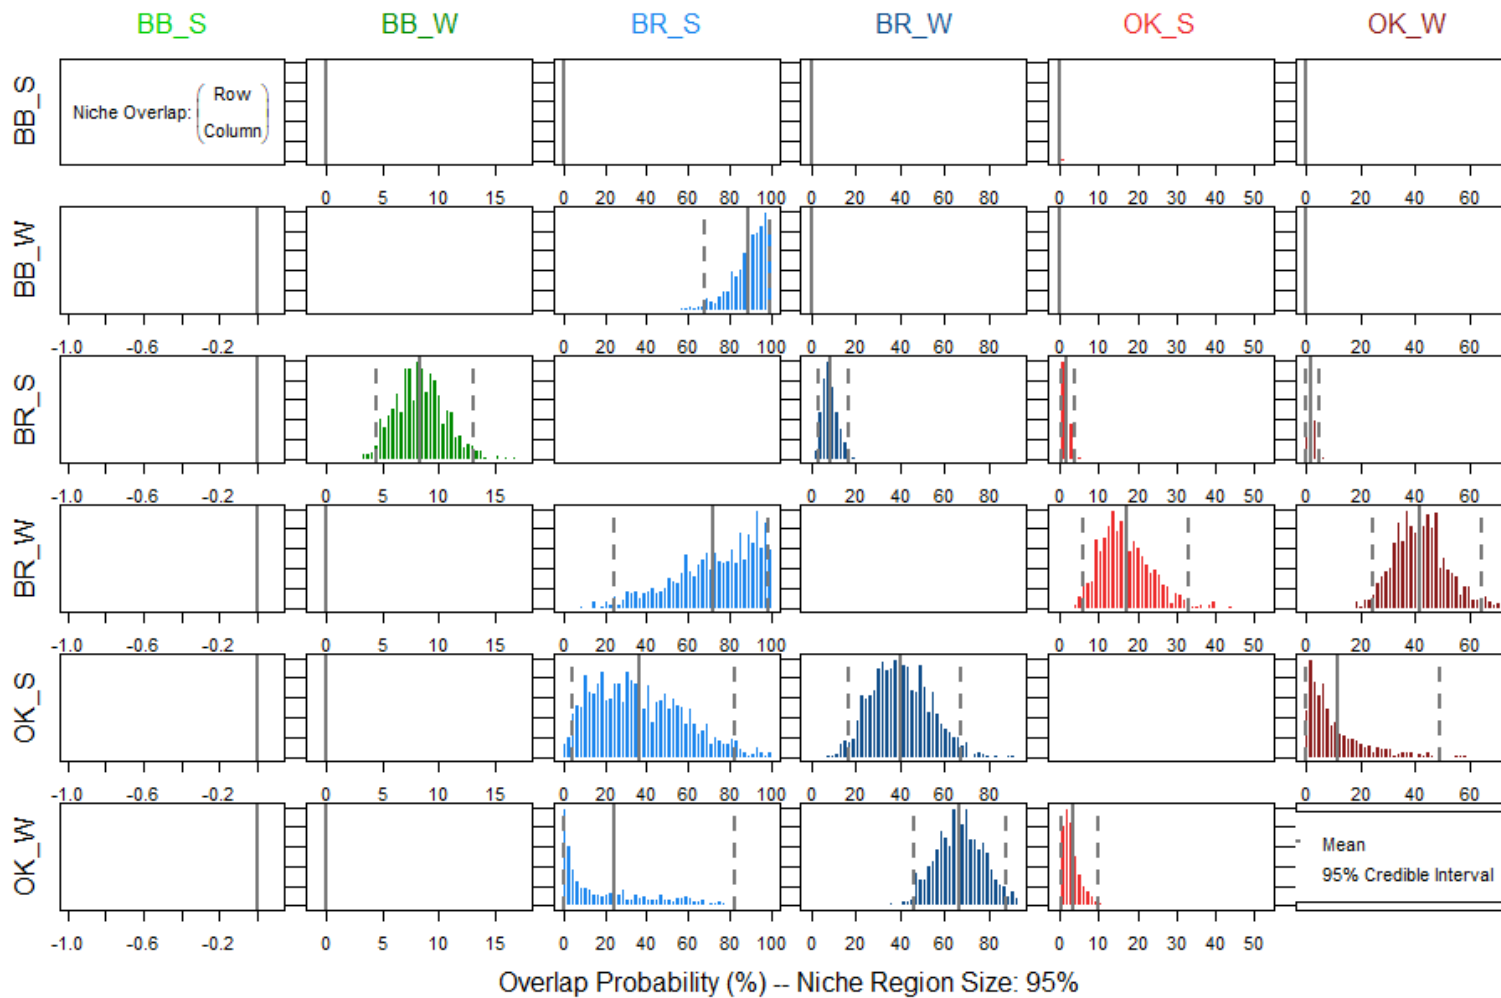 BB_S BB_W BR_S BR_W OK_S OK_W
BB_S
Niche Overlap: ( Row
Column )
0 5 10 15 0 20 40 60 80 100 0 20 40 60 80 0 10 20 30 40 50 0 20 40 60
BB_W
-1.0 -0.6 -0.2 0 20 40 60 80 100 0 20 40 60 80 0 10 20 30 40 50 0 20 40 60
BR_S
-1.0 -0.6 -0.2 0 5 10 15 0 20 40 60 80 0 10 20 30 40 50 0 20 40 60
BR_W
-1.0 -0.6 -0.2 0 5 10 15 0 20 40 60 80 100 0 10 20 30 40 50 0 20 40 60
OK_S
-1.0 -0.6 -0.2 0 5 10 15 0 20 40 60 80 100 0 20 40 60 80 0 20 40 60
OK_W
Mean
95% Credible Interval
-1.0 -0.6 -0.2 0 5 10 15 0 20 40 60 80 100 0 20 40 60 80 0 10 20 30 40 50
Overlap Probability (%) -- Niche Region Size: 95%